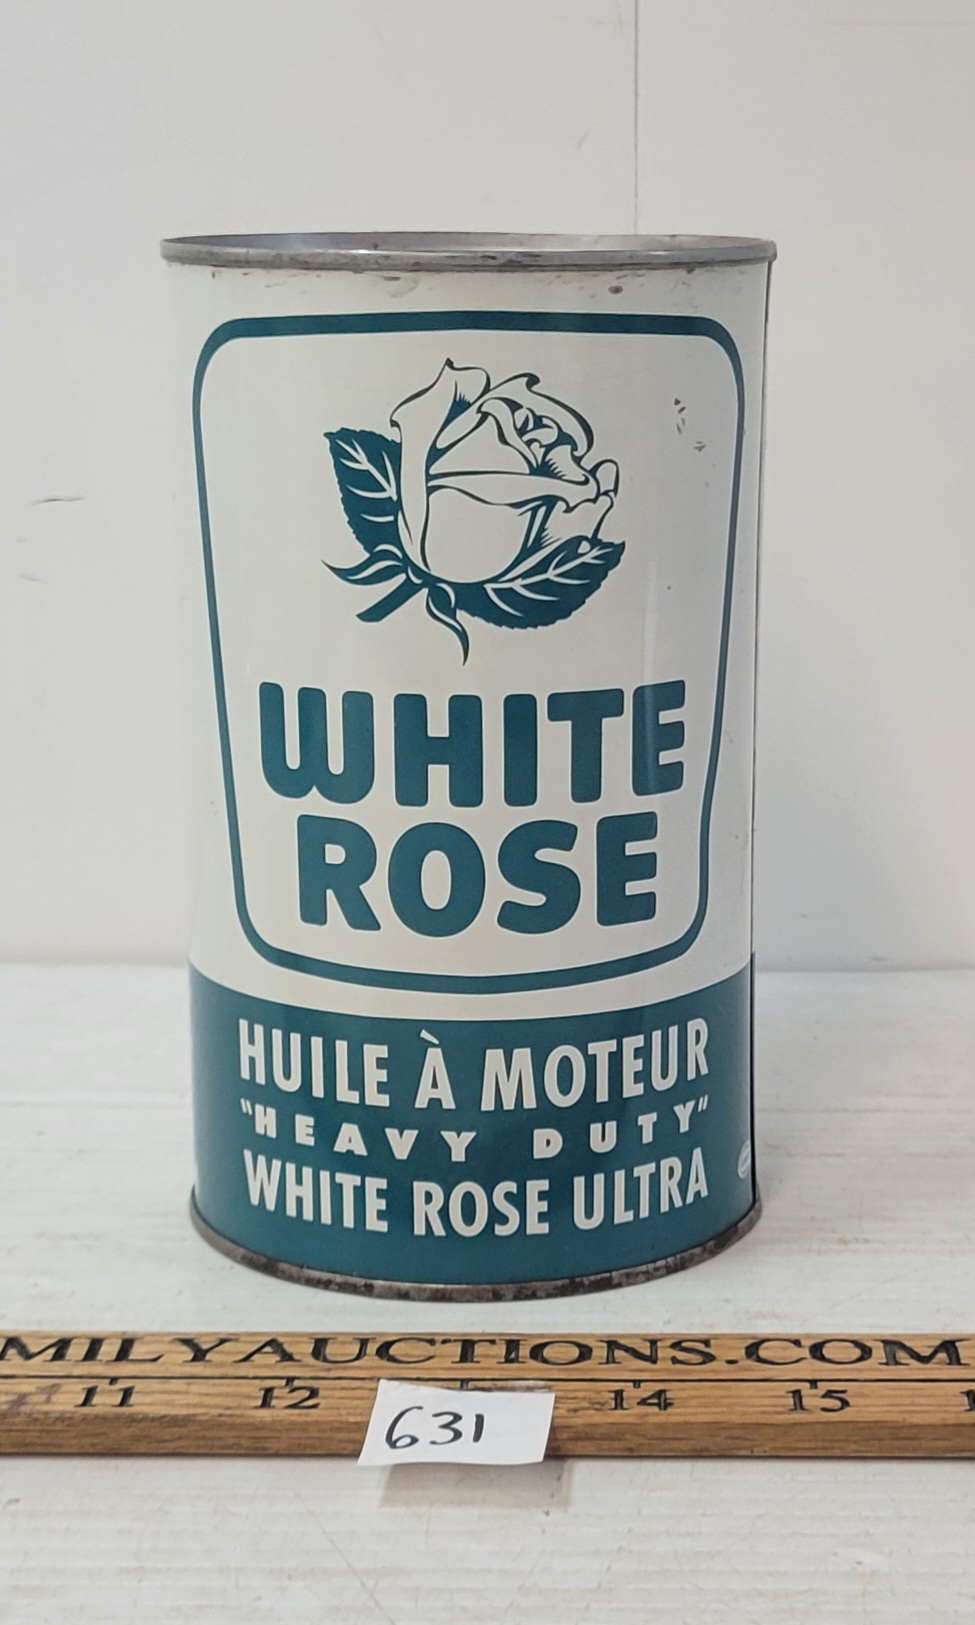 WHITE
ROSE
HUILE À MOTEUR
"HEAVY DUTY"
WHITE ROSE ULTRA
MILYAUCTIONS.COM
11 12 14 15
631